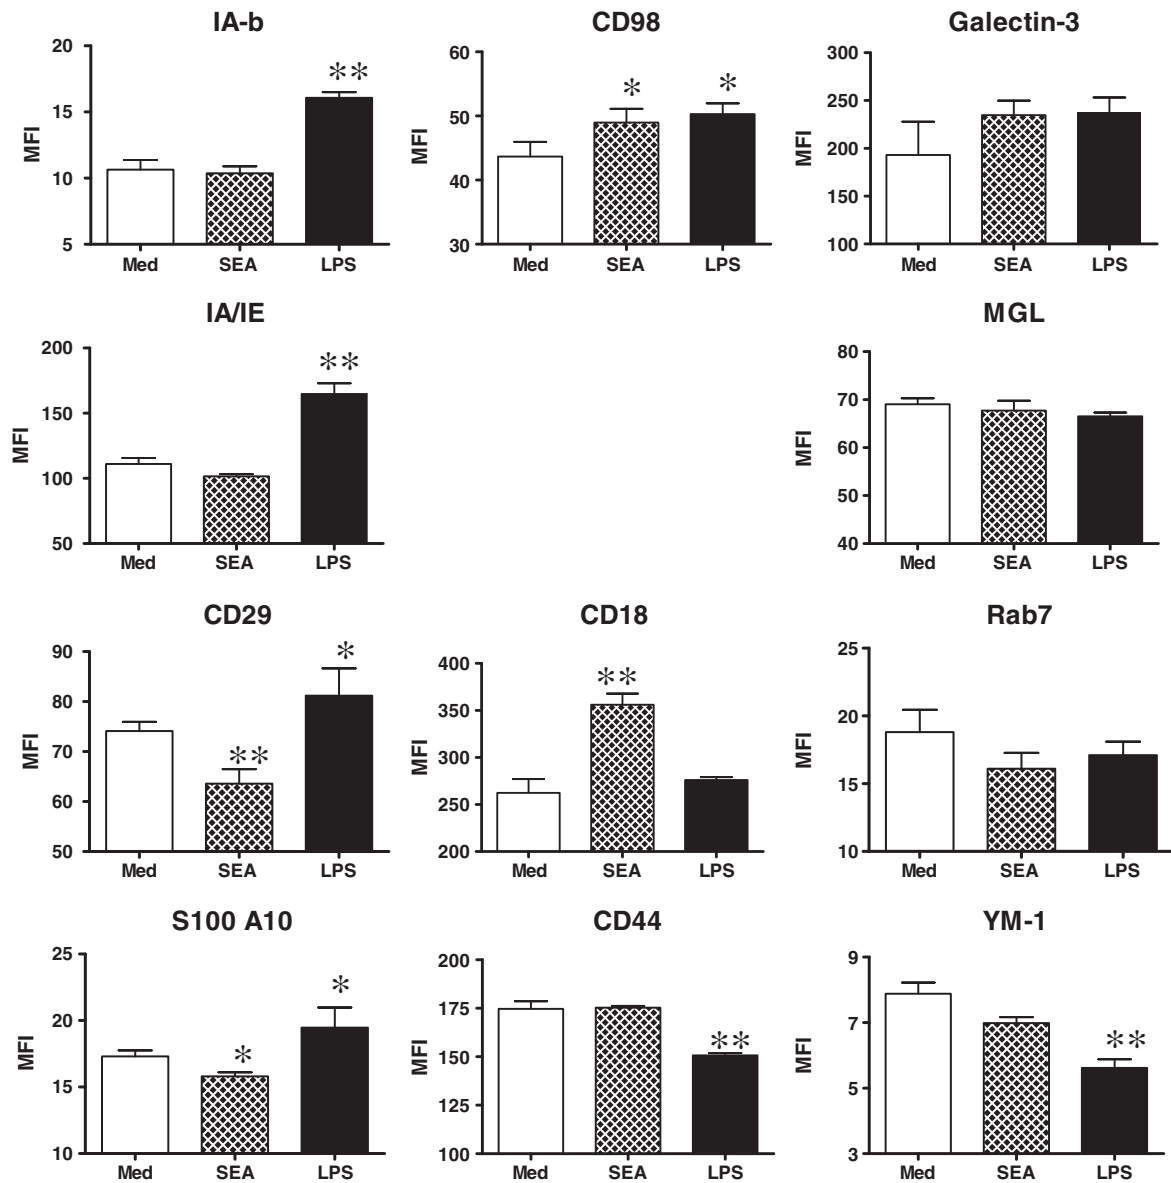 IA-b
20
**
15
MFI
10
5
Med SEA LPS
CD98
60
* *
50
MFI
40
30
Med SEA LPS
Galectin-3
300
250
MFI
200
150
100
Med SEA LPS
IA/IE
200
**
150
MFI
100
50
Med SEA LPS
MGL
80
70
MFI
60
50
40
Med SEA LPS
CD29
90
*
80
MFI
70
**
60
50
Med SEA LPS
CD18
400
**
350
MFI
300
250
200
Med SEA LPS
Rab7
25
20
MFI
15
10
Med SEA LPS
S100 A10
25
*
20
MFI
*
15
10
Med SEA LPS
CD44
200
175
MFI
**
150
125
100
Med SEA LPS
YM-1
9
7
MFI
**
5
3
Med SEA LPS